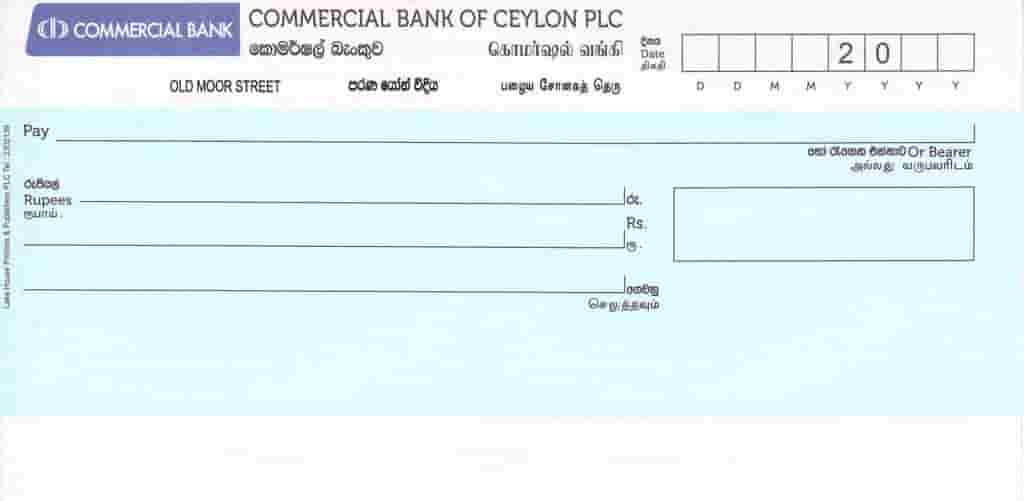 COMMERCIAL BANK
COMMERCIAL BANK OF CEYLON PLC
කොමර්ෂල් බැංකුව கொமர்ஷல் வங்கி
දිනය
Date
திகதி
2 0
D D M M Y Y Y Y
OLD MOOR STREET පරණ යෝන් වීදිය பழைய சோனகத் தெரு
Pay
හෝ රැගෙන එන්නාට Or Bearer
அல்லது வருபவரிடம்
රුපියල්
Rupees
ரூபாய்.
රු.
Rs.
ரூ.
ගෙවනු
செலுத்தவும்
Lake House Printers & Publishers PLC Tel :